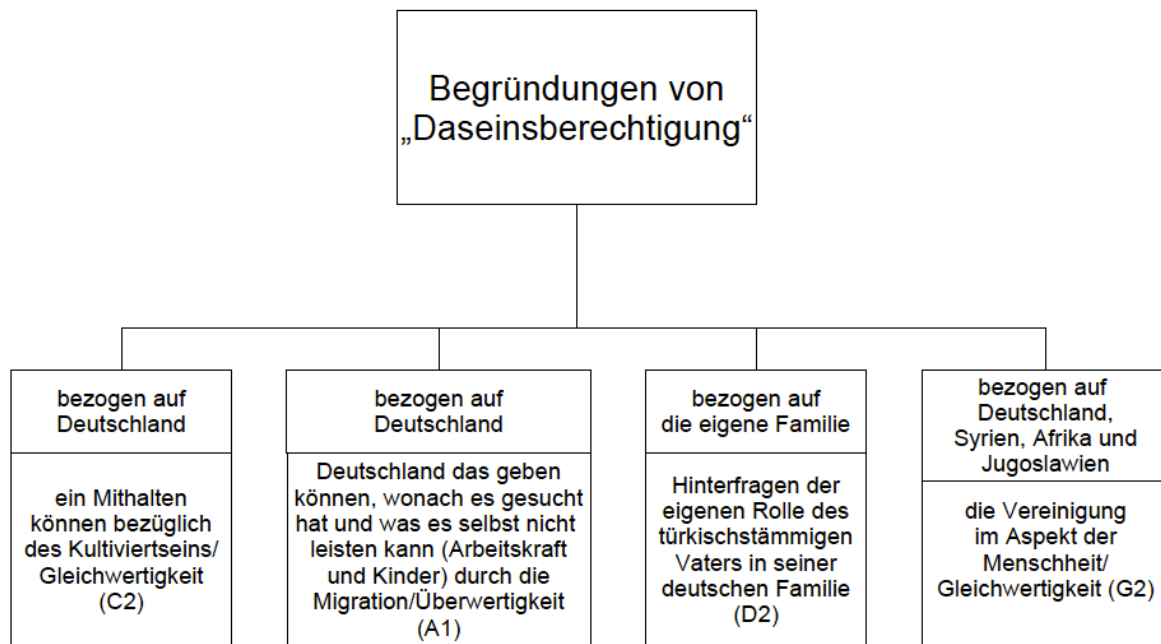 Begründungen von
„Daseinsberechtigung“
bezogen auf
Deutschland
ein Mithalten
können bezüglich
des Kultiviertseins/
Gleichwertigkeit
(C2)
bezogen auf
Deutschland
Deutschland das geben
können, wonach es gesucht
hat und was es selbst nicht
leisten kann (Arbeitskraft
und Kinder) durch die
Migration/Überwertigkeit
(A1)
bezogen auf
die eigene Familie
Hinterfragen der
eigenen Rolle des
türkischstämmigen
Vaters in seiner
deutschen Familie
(D2)
bezogen auf
Deutschland,
Syrien, Afrika und
Jugoslawien
die Vereinigung
im Aspekt der
Menschheit/
Gleichwertigkeit (G2)